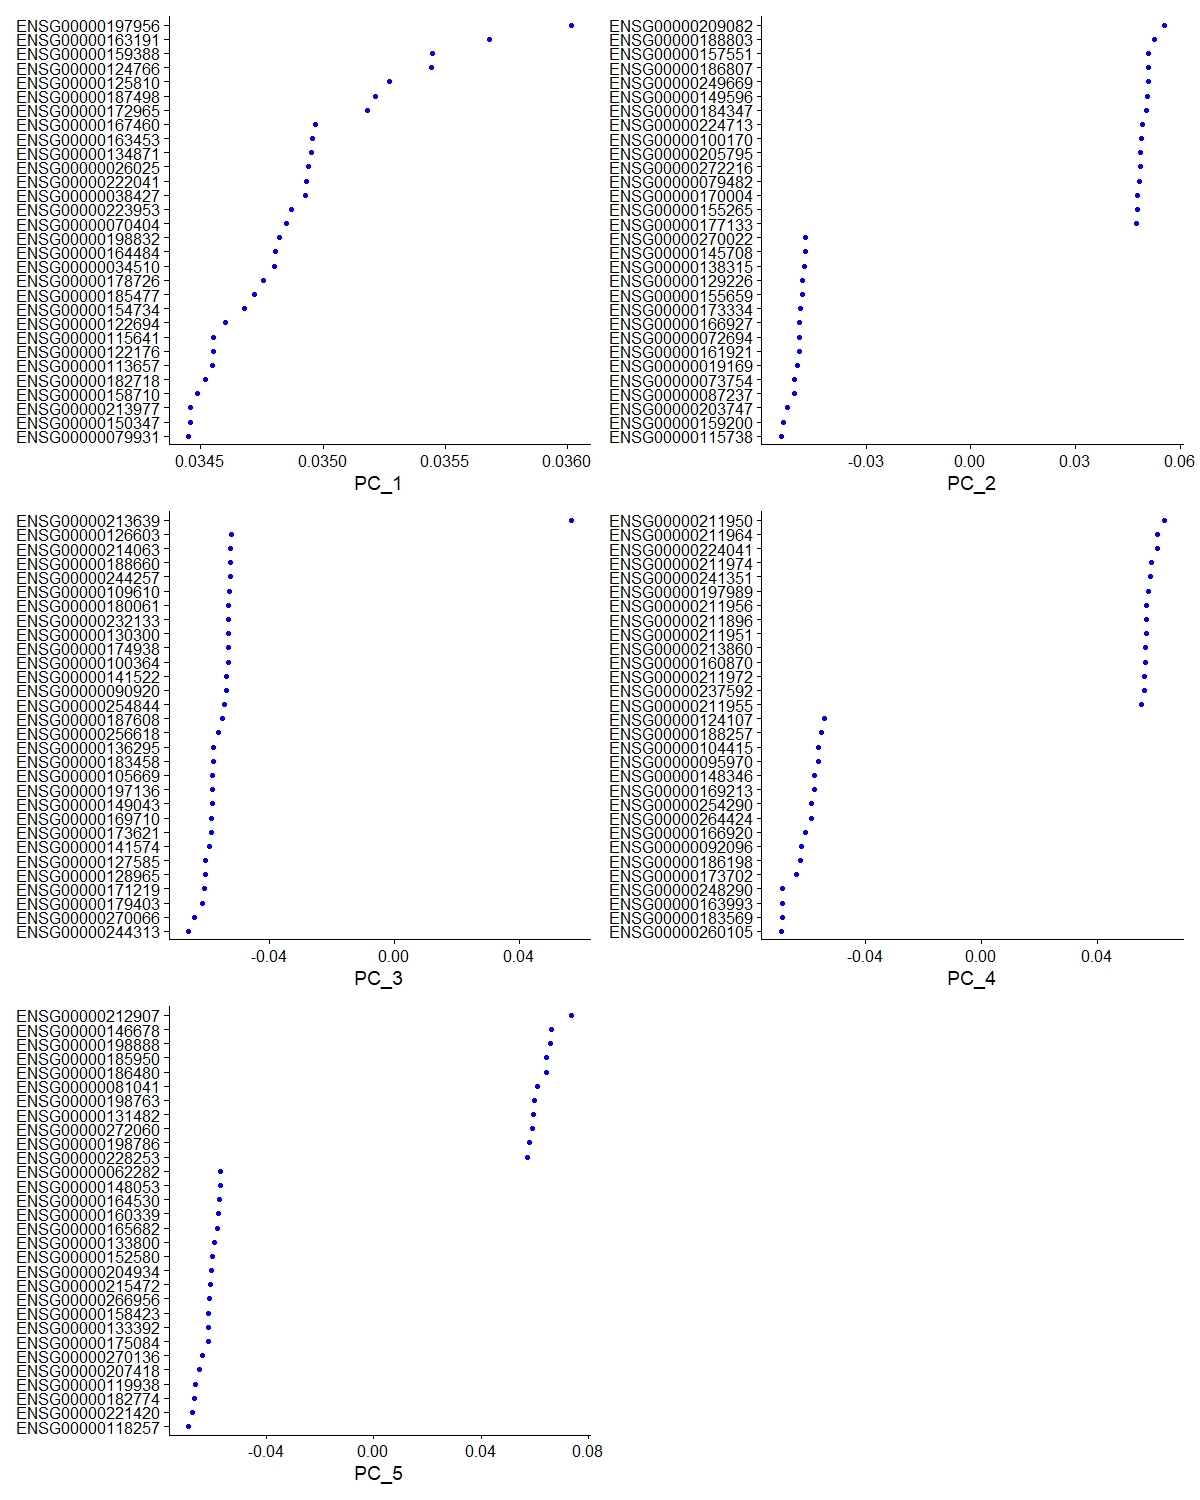 ENSG00000197956
ENSG00000163191
ENSG00000159388
ENSG00000124766
ENSG00000125810
ENSG00000187498
ENSG00000172965
ENSG00000167460
ENSG00000163453
ENSG00000134871
ENSG00000026025
ENSG00000222041
ENSG00000038427
ENSG00000223953
ENSG00000070404
ENSG00000198832
ENSG00000164484
ENSG00000034510
ENSG00000178726
ENSG00000185477
ENSG00000154734
ENSG00000122694
ENSG00000115641
ENSG00000122176
ENSG00000113657
ENSG00000182718
ENSG00000158710
ENSG00000213977
ENSG00000150347
ENSG00000079931
0.0345 0.0350 0.0355 0.0360
PC_1
ENSG00000209082
ENSG00000188803
ENSG00000157551
ENSG00000186807
ENSG00000249669
ENSG00000149596
ENSG00000184347
ENSG00000224713
ENSG00000100170
ENSG00000205795
ENSG00000272216
ENSG00000079482
ENSG00000170004
ENSG00000155265
ENSG00000177133
ENSG00000270022
ENSG00000145708
ENSG00000138315
ENSG00000129226
ENSG00000155659
ENSG00000173334
ENSG00000166927
ENSG00000072694
ENSG00000161921
ENSG00000019169
ENSG00000073754
ENSG00000087237
ENSG00000203747
ENSG00000159200
ENSG00000115738
-0.03 0.00 0.03 0.06
PC_2
ENSG00000213639
ENSG00000126603
ENSG00000214063
ENSG00000188660
ENSG00000244257
ENSG00000109610
ENSG00000180061
ENSG00000232133
ENSG00000130300
ENSG00000174938
ENSG00000100364
ENSG00000141522
ENSG00000090920
ENSG00000254844
ENSG00000187608
ENSG00000256618
ENSG00000136295
ENSG00000183458
ENSG00000105669
ENSG00000197136
ENSG00000149043
ENSG00000169710
ENSG00000173621
ENSG00000141574
ENSG00000127585
ENSG00000128965
ENSG00000171219
ENSG00000179403
ENSG00000270066
ENSG00000244313
-0.04 0.00 0.04
PC_3
ENSG00000211950
ENSG00000211964
ENSG00000224041
ENSG00000211974
ENSG00000241351
ENSG00000197989
ENSG00000211956
ENSG00000211896
ENSG00000211951
ENSG00000213860
ENSG00000160870
ENSG00000211972
ENSG00000237592
ENSG00000211955
ENSG00000124107
ENSG00000188257
ENSG00000104415
ENSG00000095970
ENSG00000148346
ENSG00000169213
ENSG00000254290
ENSG00000264424
ENSG00000166920
ENSG00000092096
ENSG00000186198
ENSG00000173702
ENSG00000248290
ENSG00000163993
ENSG00000183569
ENSG00000260105
-0.04 0.00 0.04
PC_4
ENSG00000212907
ENSG00000146678
ENSG00000198888
ENSG00000185950
ENSG00000186480
ENSG00000081041
ENSG00000198763
ENSG00000131482
ENSG00000272060
ENSG00000198786
ENSG00000228253
ENSG00000062282
ENSG00000148053
ENSG00000164530
ENSG00000160339
ENSG00000165682
ENSG00000133800
ENSG00000152580
ENSG00000204934
ENSG00000215472
ENSG00000266956
ENSG00000158423
ENSG00000133392
ENSG00000175084
ENSG00000270136
ENSG00000207418
ENSG00000119938
ENSG00000182774
ENSG00000221420
ENSG00000118257
-0.04 0.00 0.04 0.08
PC_5